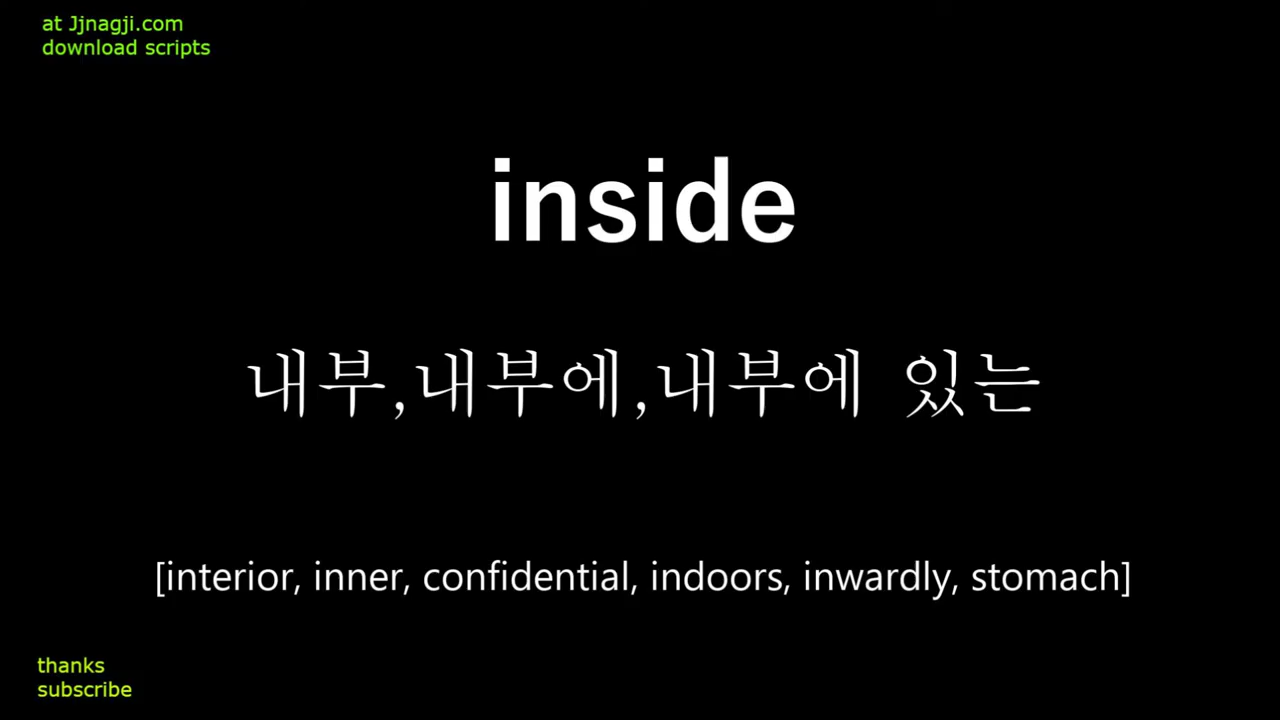 at Jjnagji.com
download scripts
inside
내부,내부에,내부에 있는
[interior, inner, confidential, indoors, inwardly, stomach]
thanks
subscribe